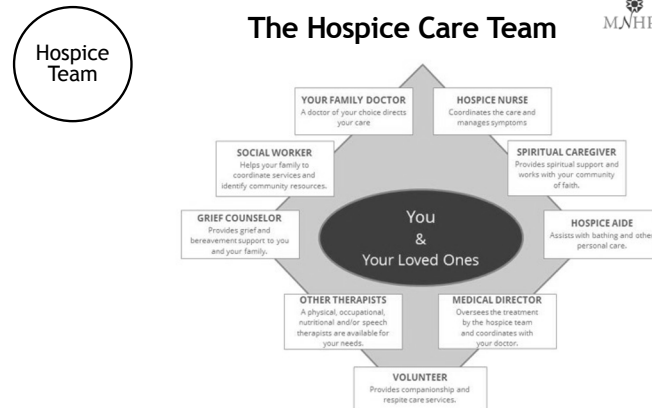 Hospice
Team
The Hospice Care Team
YOUR FAMILY DOCTOR
A doctor of your choice directs
your care
HOSPICE NURSE
Coordinates the care and
manages symptoms
SOCIAL WORKER
Helps your family to
coordinate services and
identify community resources.
SPIRITUAL CAREGIVER
Provides spiritual support and
works with your community
of faith.
GRIEF COUNSELOR
Provides grief and
bereavement support to you
and your family.
You
&
Your Loved Ones
HOSPICE AIDE
Assists with bathing and other
personal care.
OTHER THERAPISTS
A physical, occupational,
nutritional and/or speech
therapists are available for
your needs.
MEDICAL DIRECTOR
Oversees the treatment
by the hospice team
and coordinates with
your doctor.
VOLUNTEER
Provides companionship and
respite care services.